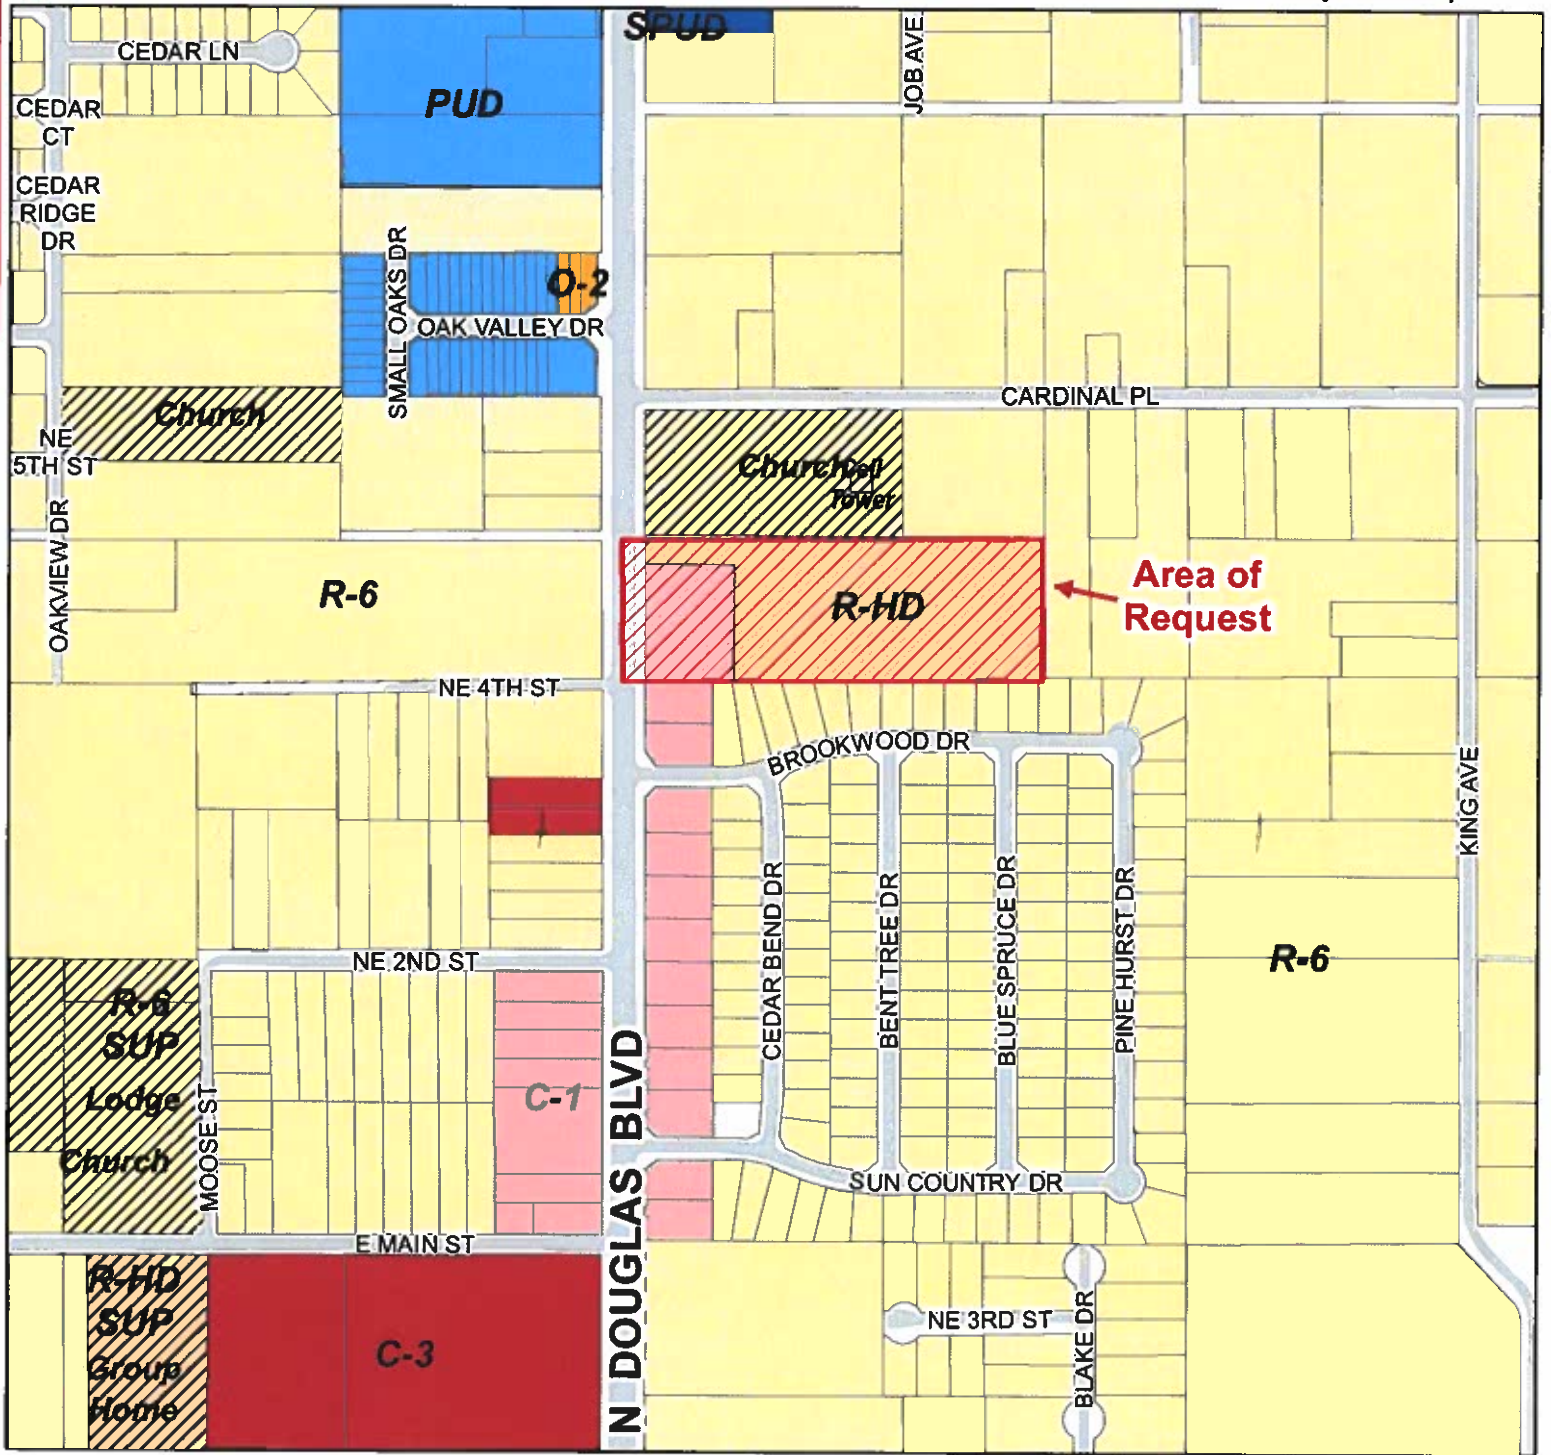 SPUD
CEDAR LN
JOB AVE
PUD
CEDAR
CT
CEDAR
RIDGE
DR
SMALL OAKS DR
O-2
OAK VALLEY DR
CARDINAL PL
Church
NE
5TH ST
Church
Cell
Tower
OAKVIEW DR
R-6
R-HD
Area of
Request
NE 4TH ST
BROOKWOOD DR
KING AVE
CEDAR BEND DR
BENT TREE DR
BLUE SPRUCE DR
PINE HURST DR
NE 2ND ST
R-6
R-6
SUP
Lodge
Church
MOOSE ST
C-1
N DOUGLAS BLVD
SUN COUNTRY DR
E MAIN ST
R-HD
SUP
Group
Home
C-3
NE 3RD ST
BLAKE DR